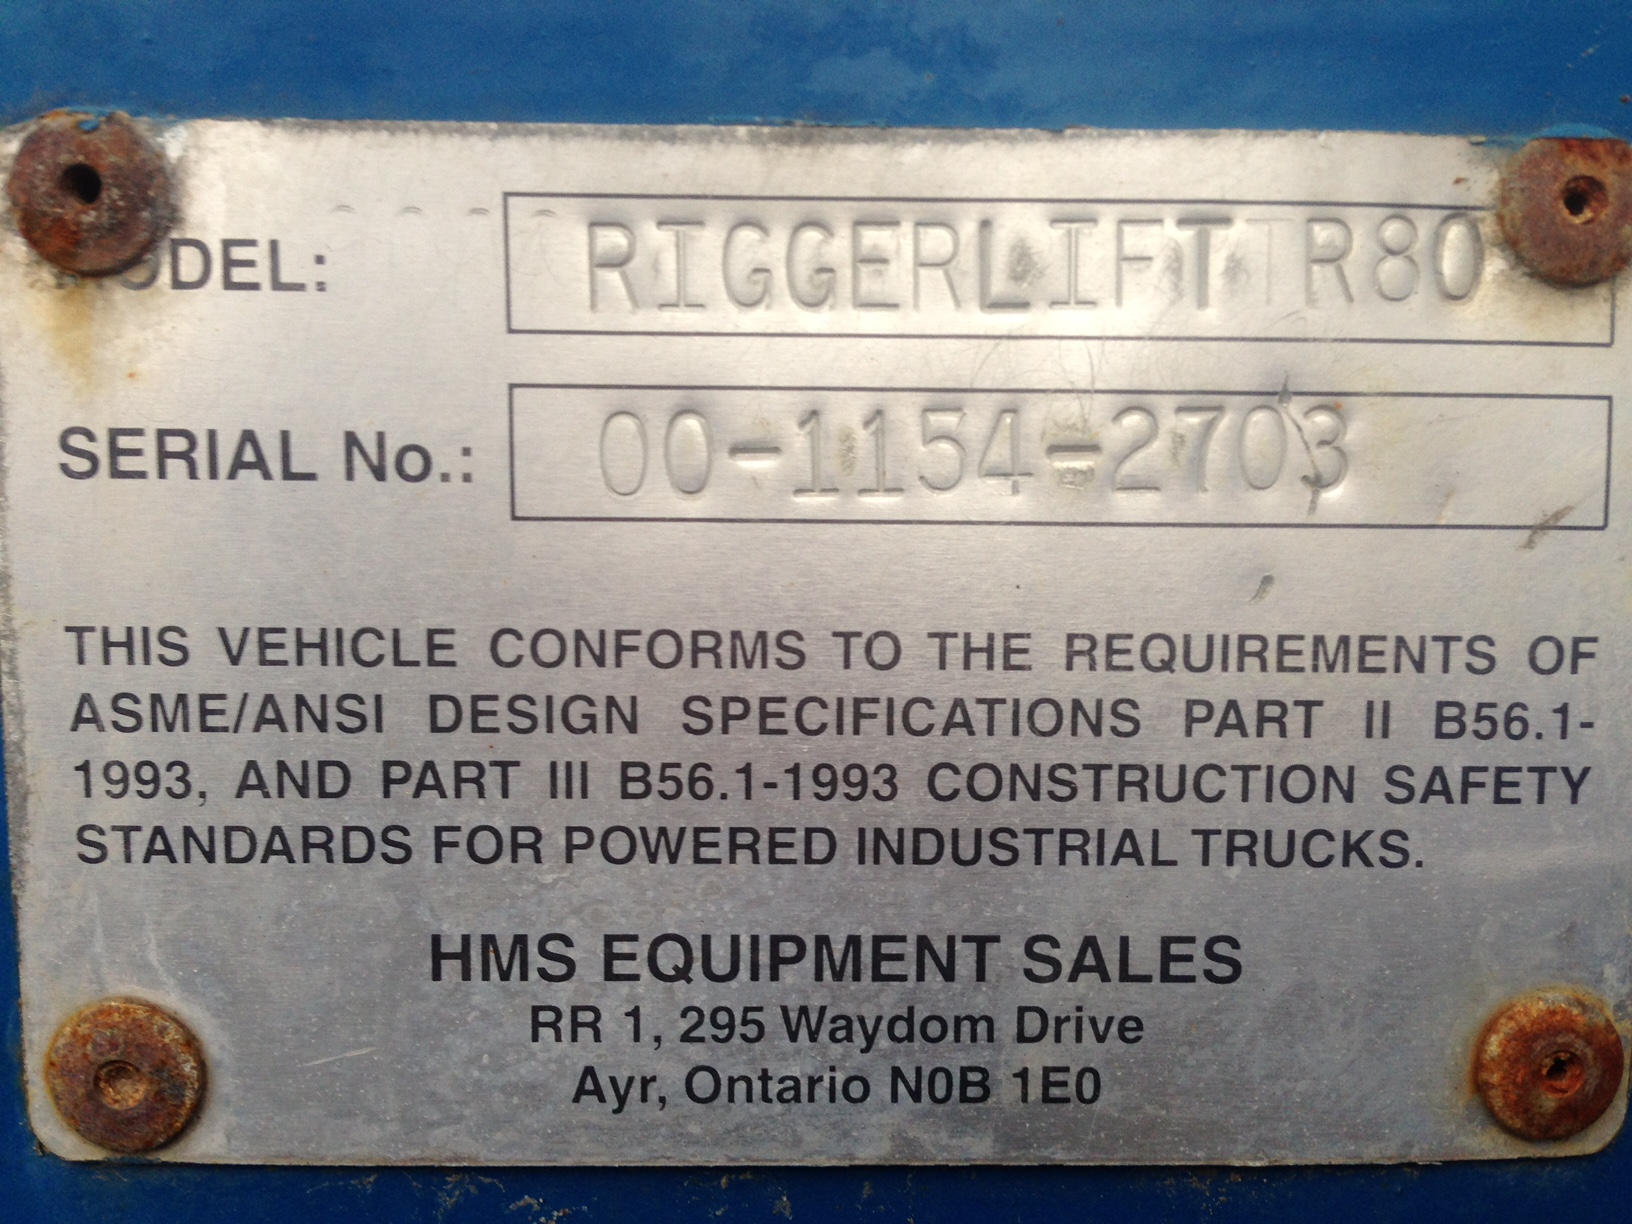 MODEL: RIGGERLIFT TR80
SERIAL No.: 00-1154-2703
THIS VEHICLE CONFORMS TO THE REQUIREMENTS OF
ASME/ANSI DESIGN SPECIFICATIONS PART II B56.1-
1993, AND PART III B56.1-1993 CONSTRUCTION SAFETY
STANDARDS FOR POWERED INDUSTRIAL TRUCKS.
HMS EQUIPMENT SALES
RR 1, 295 Waydom Drive
Ayr, Ontario N0B 1E0